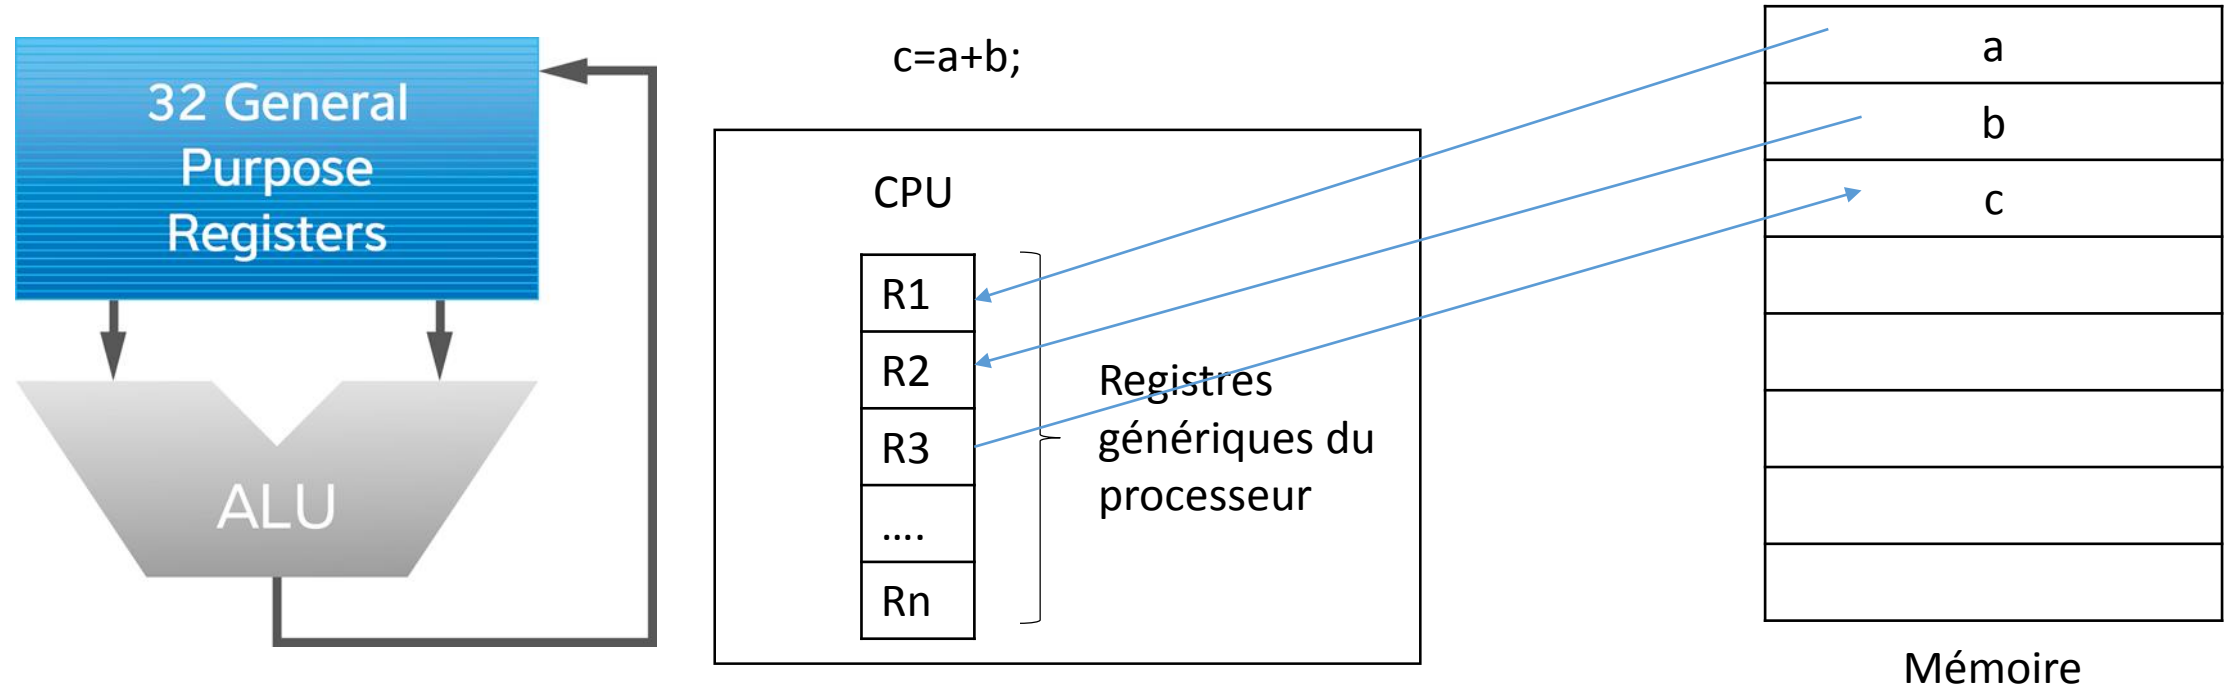 32 General
Purpose
Registers
ALU
c=a+b;
CPU
R1
R2
R3
....
Rn
Registres
génériques du
processeur
a
b
c
Mémoire